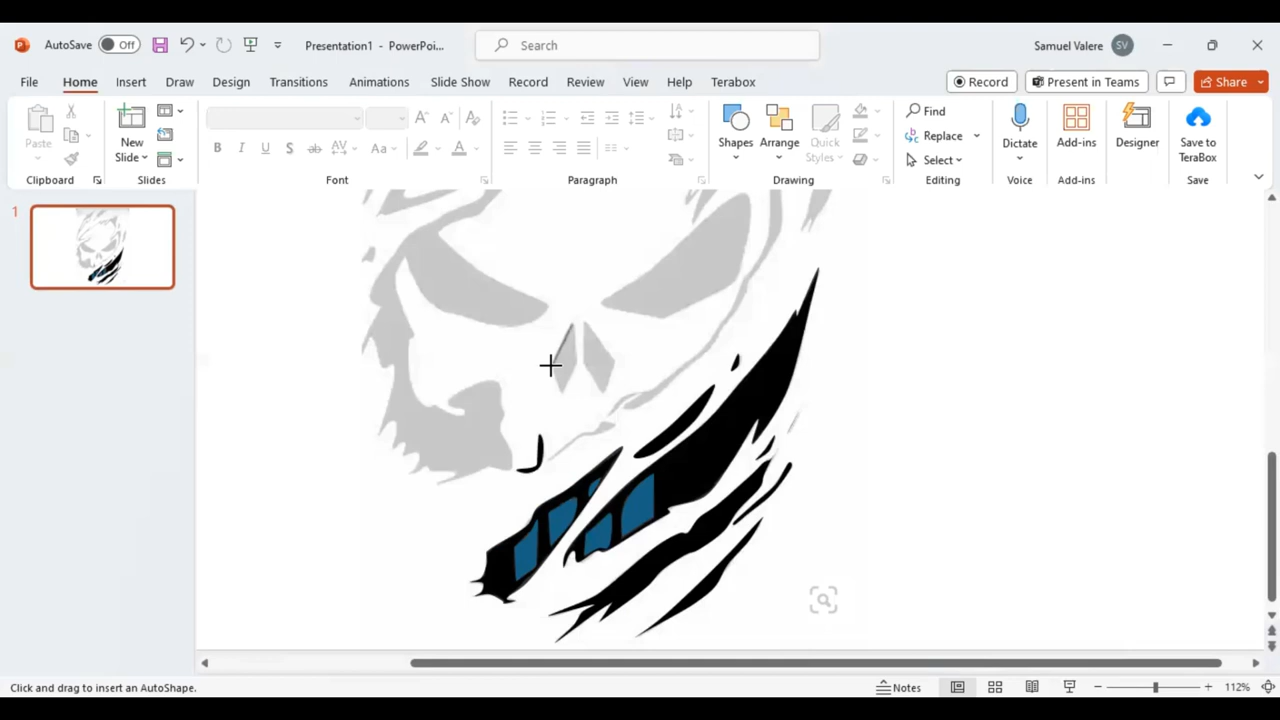 AutoSave Off Presentation1 - PowerPoi... Search Samuel Valere SV
File Home Insert Draw Design Transitions Animations Slide Show Record Review View Help Terabox Record Present in Teams Share
Paste New Slide Shapes Arrange Quick Styles Find Replace Select Dictate Add-ins Designer Save to TeraBox
B I U S ab AV Aa A A A A A
Clipboard Slides Font Paragraph Drawing Editing Voice Add-ins Save
1
Click and drag to insert an AutoShape. Notes 112%